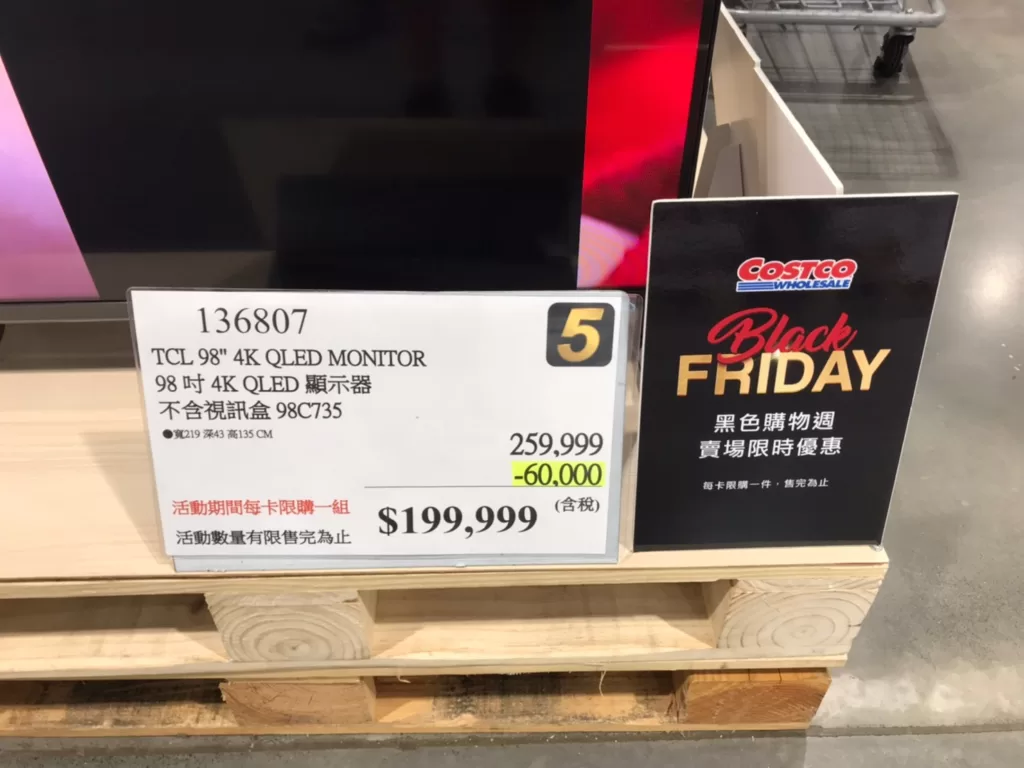 136807
5
TCL 98" 4K QLED MONITOR
98 吋 4K QLED 顯示器
不含視訊盒 98C735
●寬219 深43 高135 CM
259,999
-60,000
活動期間每卡限購一組
$199,999
(含稅)
活動數量有限售完為止
COSTCO
WHOLESALE
Black
FRIDAY
黑色購物週
賣場限時優惠
每卡限購一件，售完為止